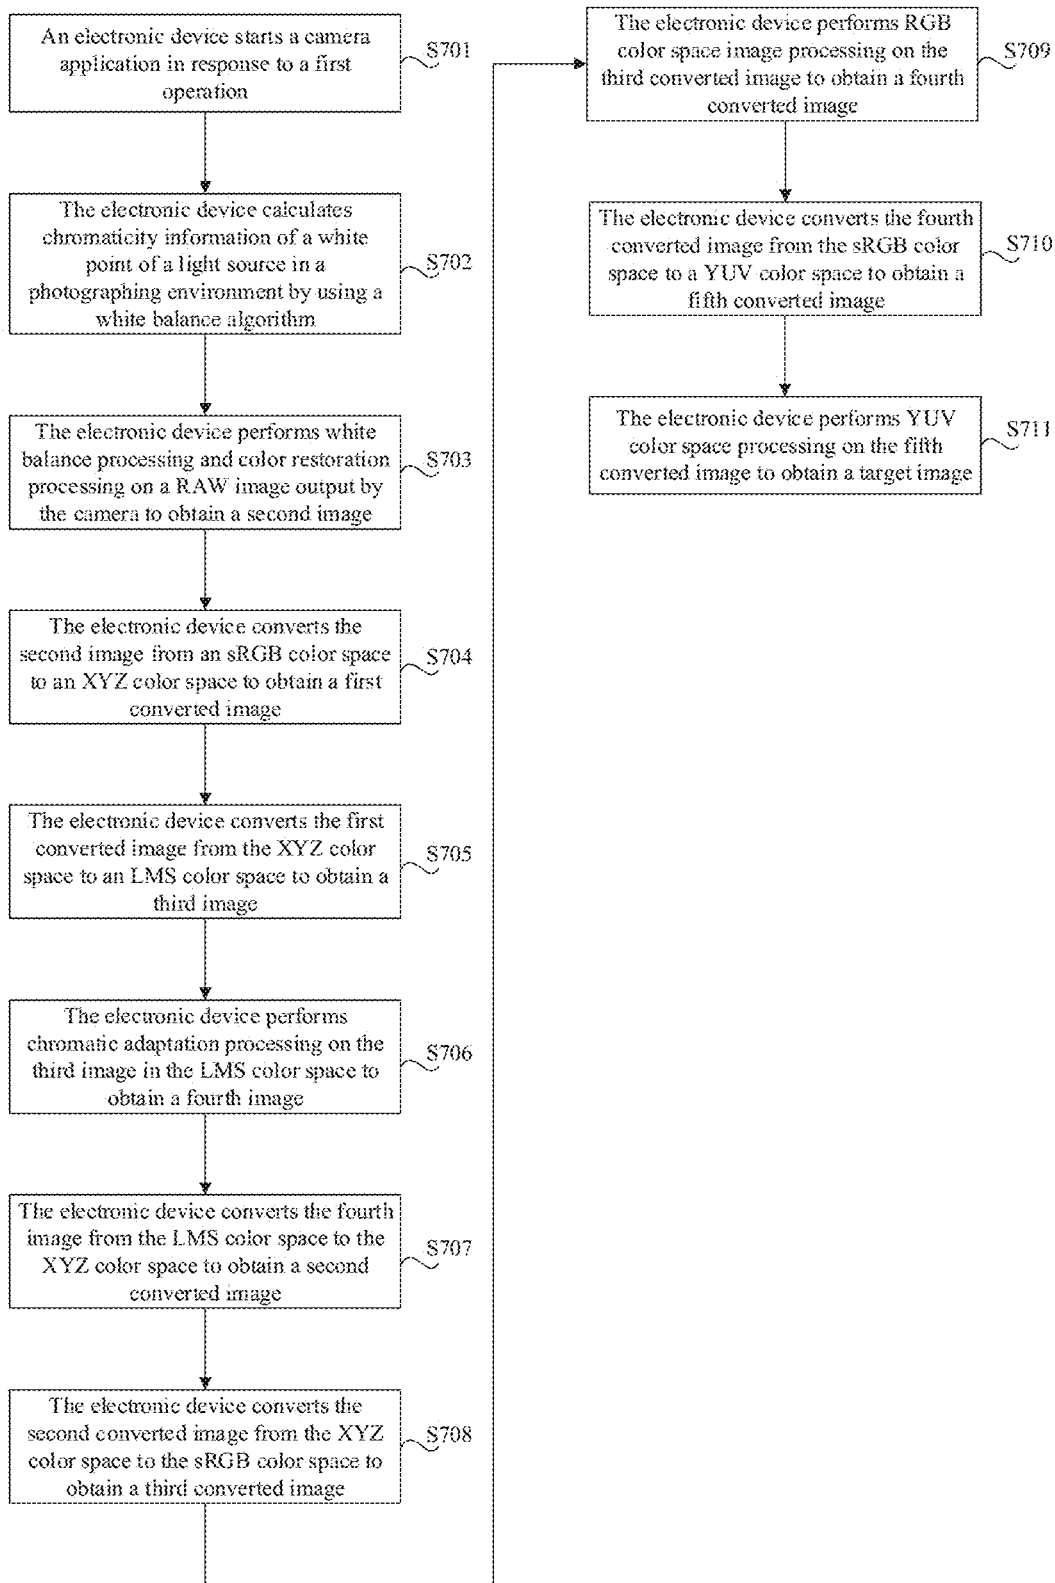 An electronic device starts a camera
application in response to a first
operation
S701
The electronic device calculates
chromaticity information of a white
point of a light source in a
photographing environment by using a
white balance algorithm
S702
The electronic device performs white
balance processing and color restoration
processing on a RAW image output by
the camera to obtain a second image
S703
The electronic device converts the
second image from an sRGB color space
to an XYZ color space to obtain a first
converted image
S704
The electronic device converts the first
converted image from the XYZ color
space to an LMS color space to obtain a
third image
S705
The electronic device performs
chromatic adaptation processing on the
third image in the LMS color space to
obtain a fourth image
S706
The electronic device converts the fourth
image from the LMS color space to the
XYZ color space to obtain a second
converted image
S707
The electronic device converts the
second converted image from the XYZ
color space to the sRGB color space to
obtain a third converted image
S708
The electronic device performs RGB
color space image processing on the
third converted image to obtain a fourth
converted image
S709
The electronic device converts the fourth
converted image from the sRGB color
space to a YUV color space to obtain a
fifth converted image
S710
The electronic device performs YUV
color space processing on the fifth
converted image to obtain a target image
S711